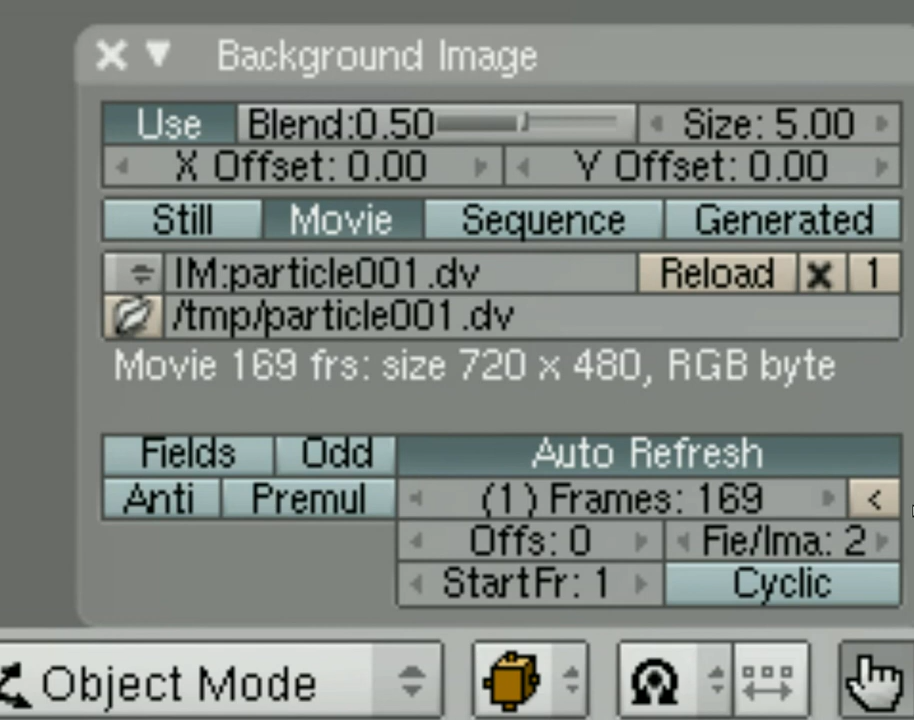 Background Image
Use Blend:0.50 Size: 5.00
X Offset: 0.00 Y Offset: 0.00
Still Movie Sequence Generated
IM:particle001.dv Reload X 1
/tmp/particle001.dv
Movie 169 frs: size 720 x 480, RGB byte
Fields Odd Auto Refresh
Anti Premul (1) Frames: 169 <
Offs: 0 Fie/Ima: 2
StartFr: 1 Cyclic
Object Mode